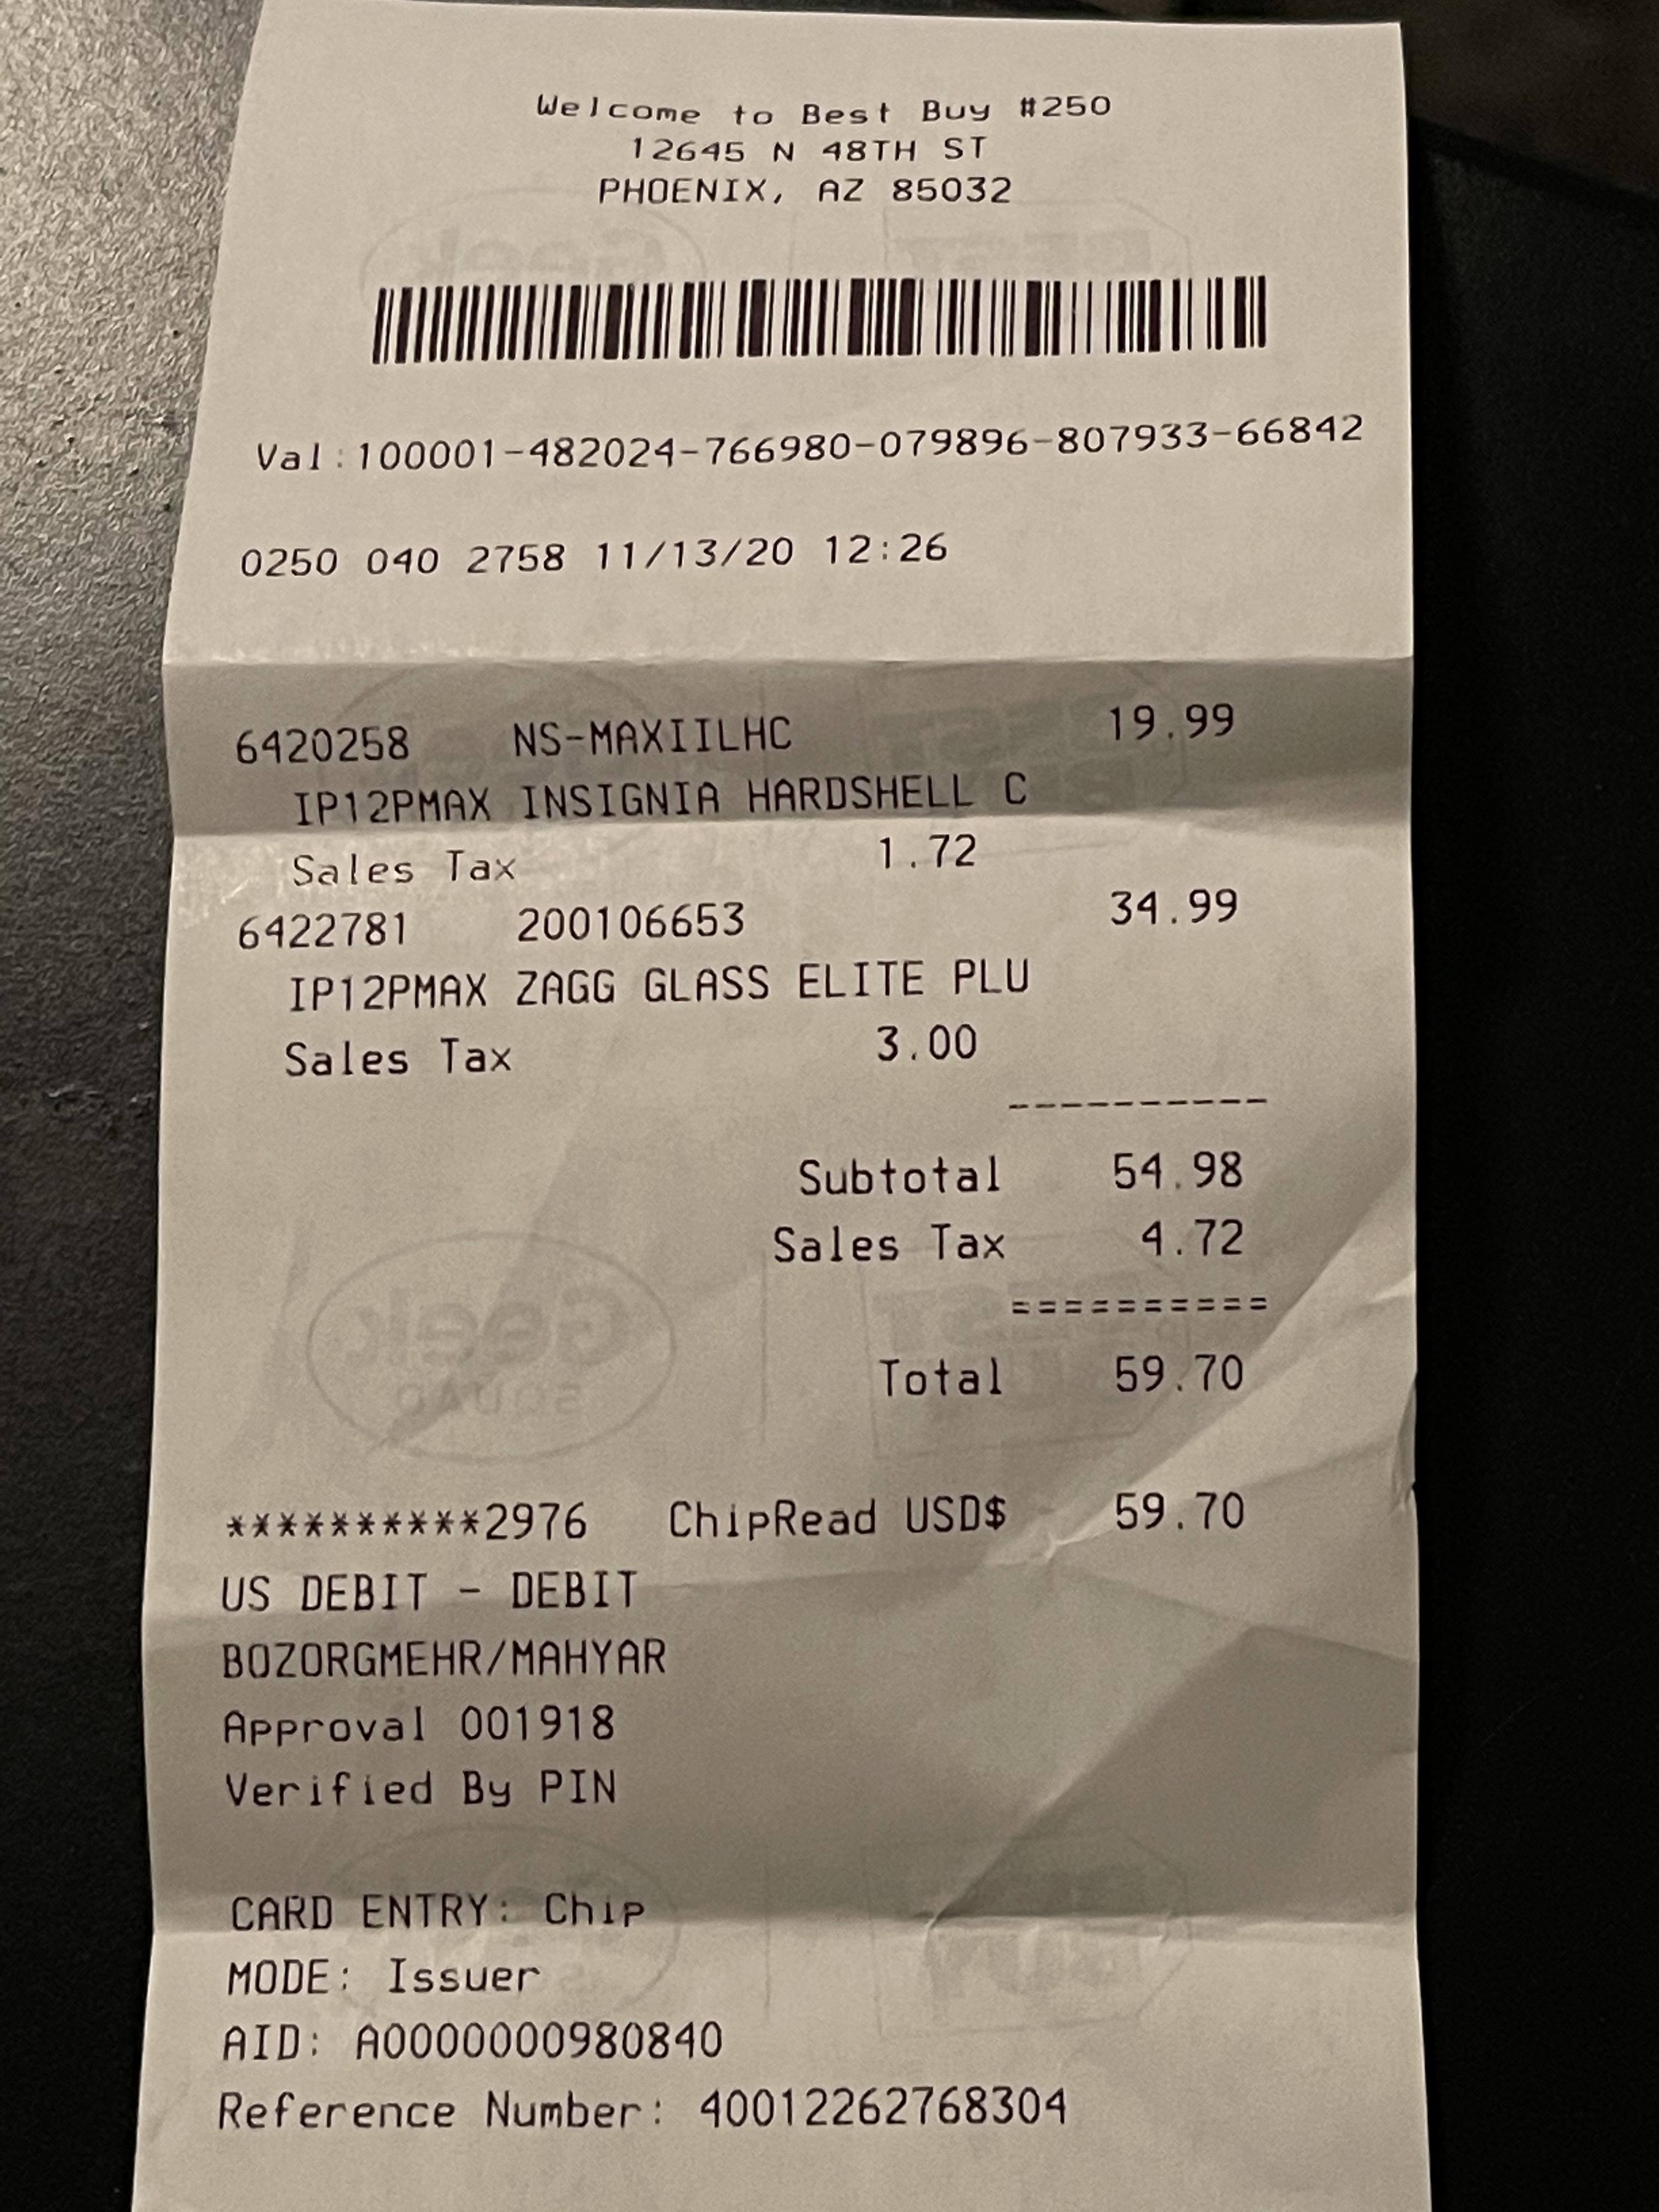 Welcome to Best Buy #250
12645 N 48TH ST
PHOENIX, AZ 85032
Val:100001-482024-766980-079896-807933-66842
0250 040 2758 11/13/20 12:26
6420258 NS-MAXIILHC 19.99
IP12PMAX INSIGNIA HARDSHELL C
Sales Tax 1.72
6422781 200106653 34.99
IP12PMAX ZAGG GLASS ELITE PLU
Sales Tax 3.00
----------
Subtotal 54.98
Sales Tax 4.72
==========
Total 59.70
**********2976 ChipRead USD$ 59.70
US DEBIT - DEBIT
BOZORGMEHR/MAHYAR
Approval 001918
Verified By PIN
CARD ENTRY: Chip
MODE: Issuer
AID: A0000000980840
Reference Number: 40012262768304
Geek
SQUAD
BEST